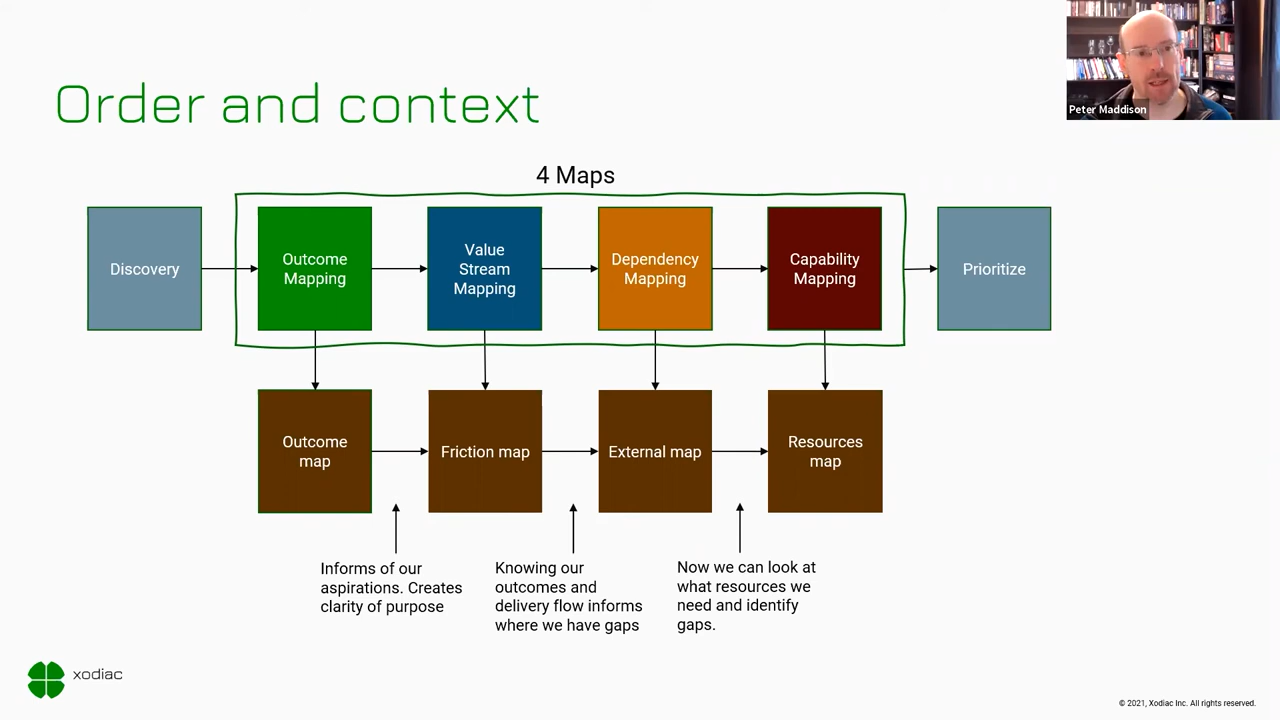 Order and context
Peter Maddison
4 Maps
Discovery
Outcome
Mapping
Value
Stream
Mapping
Dependency
Mapping
Capability
Mapping
Prioritize
Outcome
map
Friction map
External map
Resources
map
Informs of our
aspirations. Creates
clarity of purpose
Knowing our
outcomes and
delivery flow informs
where we have gaps
Now we can look at
what resources we
need and identify
gaps.
xodiac
© 2021, Xodiac Inc. All rights reserved.